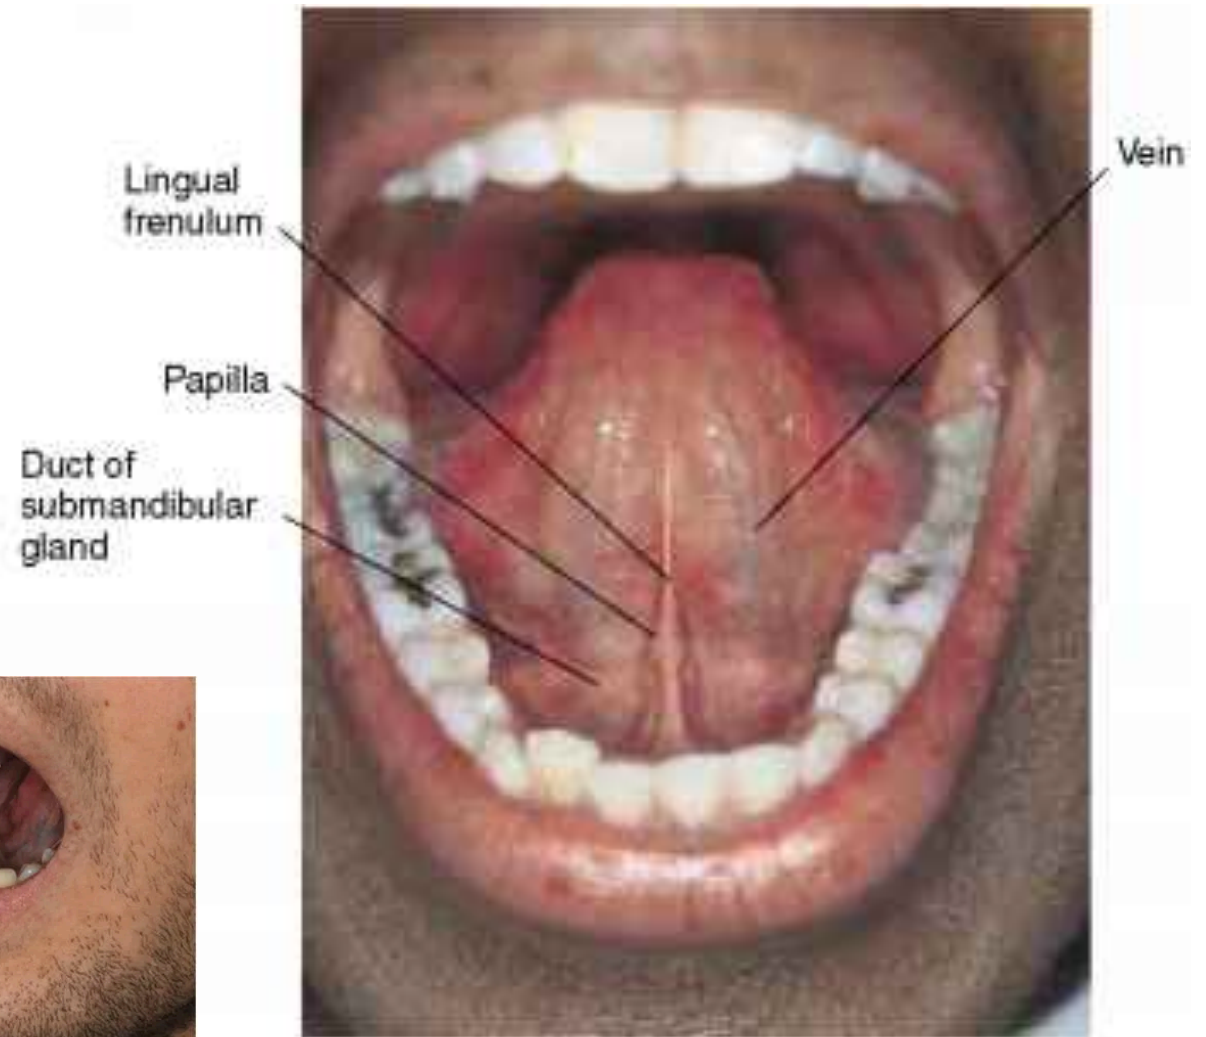 Lingual
frenulum
Papilla
Duct of
submandibular
gland
Vein